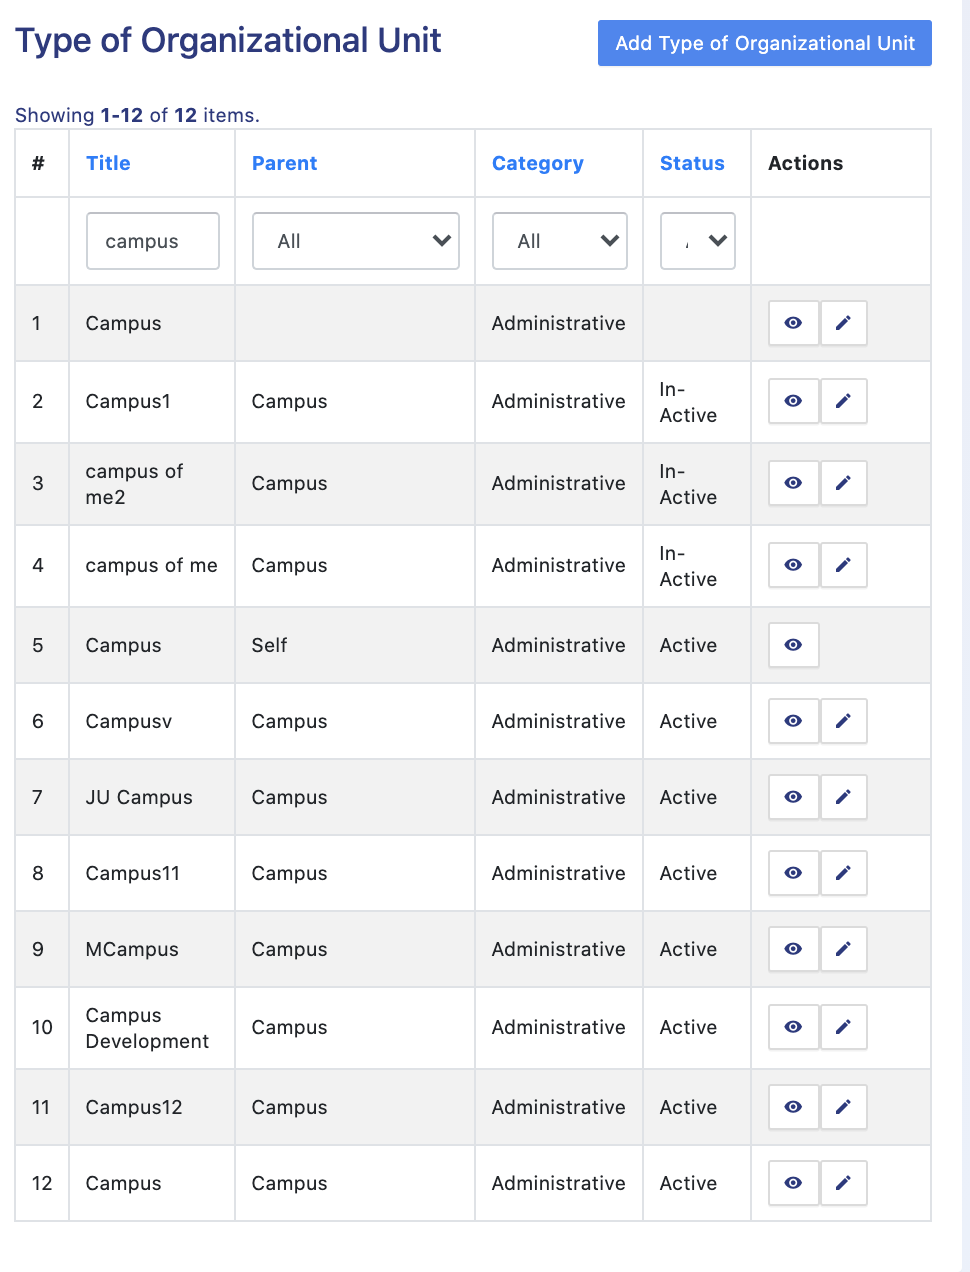 Type of Organizational Unit
Add Type of Organizational Unit
Showing 1-12 of 12 items.
# Title Parent Category Status Actions
campus All All
1 Campus Administrative
2 Campus1 Campus Administrative In-
Active
3 campus of
me2 Campus Administrative In-
Active
4 campus of me Campus Administrative In-
Active
5 Campus Self Administrative Active
6 Campusv Campus Administrative Active
7 JU Campus Campus Administrative Active
8 Campus11 Campus Administrative Active
9 MCampus Campus Administrative Active
10 Campus
Development Campus Administrative Active
11 Campus12 Campus Administrative Active
12 Campus Campus Administrative Active